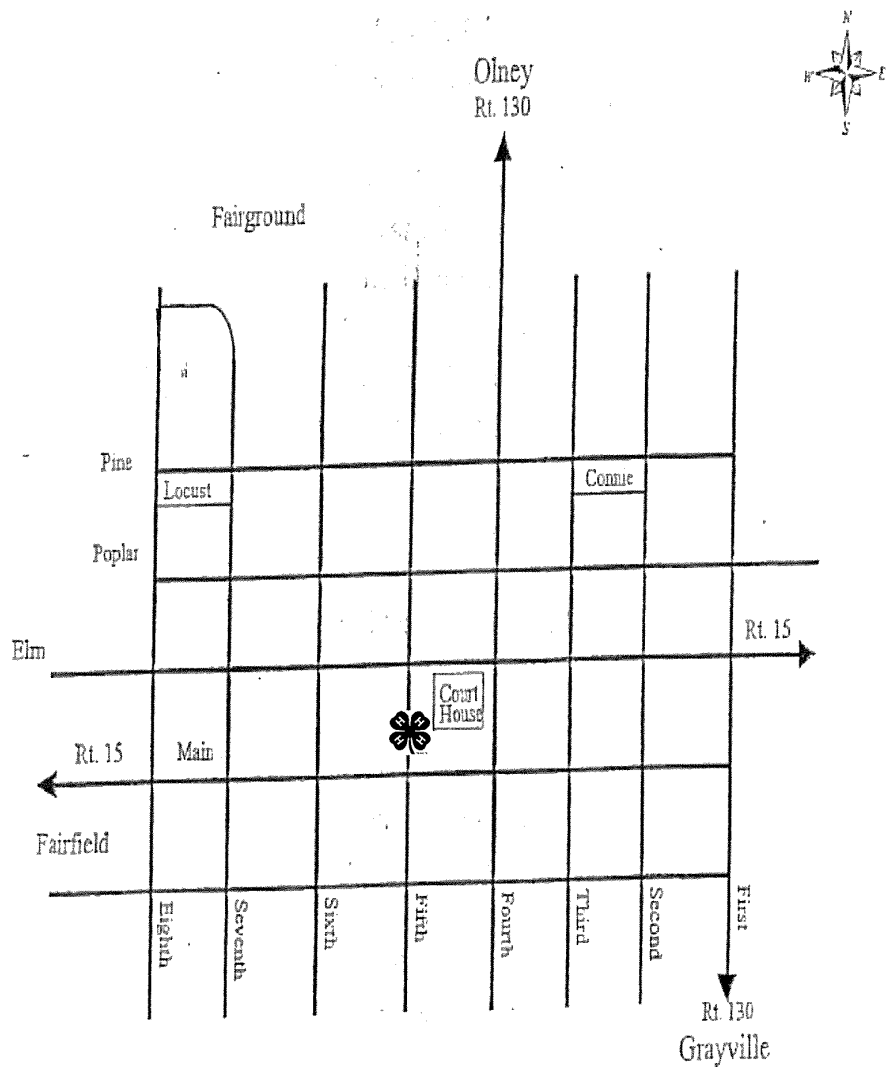 N
W E
S
Olney
Rt. 130
Fairground
Pine
Locust
Connie
Poplar
Elm
Rt. 15
Court
House
H H
H H
Rt. 15
Main
Fairfield
Eighth
Seventh
Sixth
Fifth
Fourth
Third
Second
First
Rt. 130
Grayville